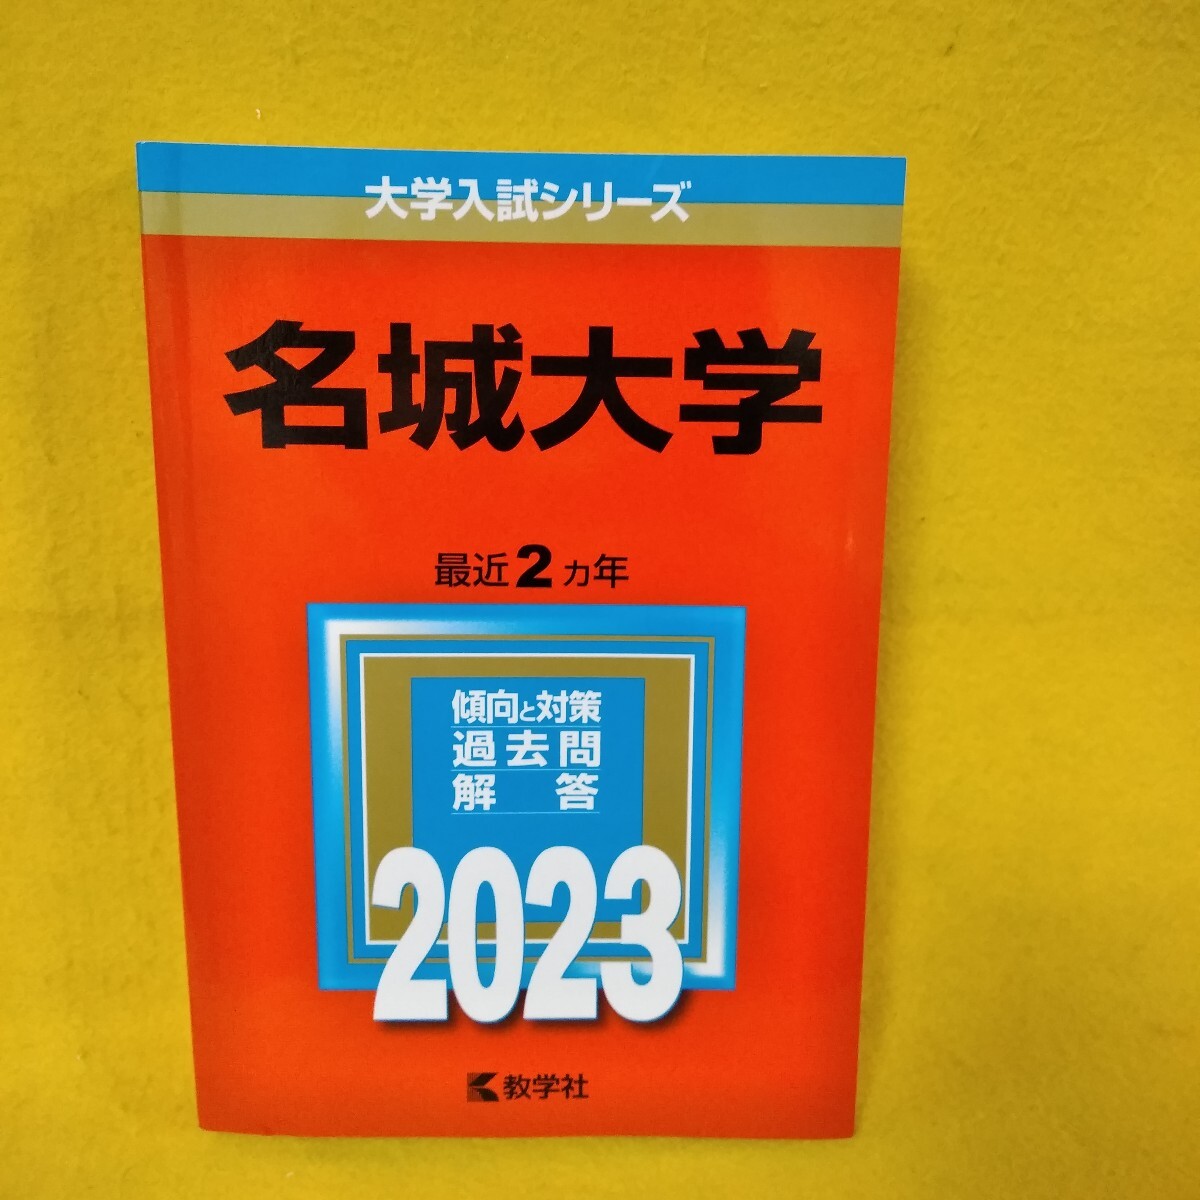 大学入試シリーズ
名城大学
最近2カ年
傾向と対策
過去問
解答
2023
教学社